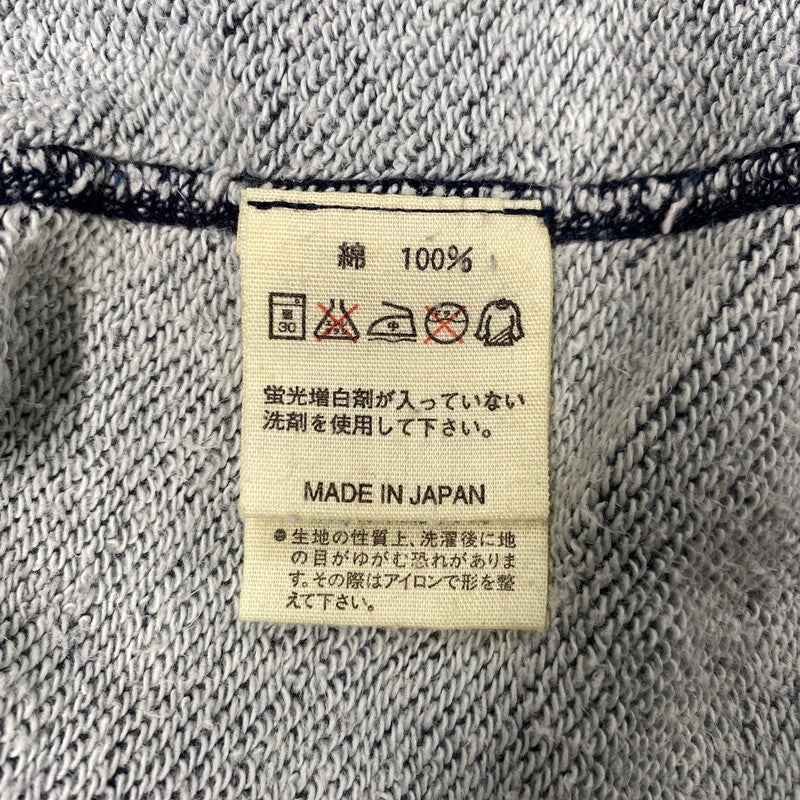 綿 100%
30
中
蛍光増白剤が入っていない
洗剤を使用して下さい。
MADE IN JAPAN
●生地の性質上、洗濯後に地
の目がゆがむ恐れがありま
す。その際はアイロンで形を整
えて下さい。